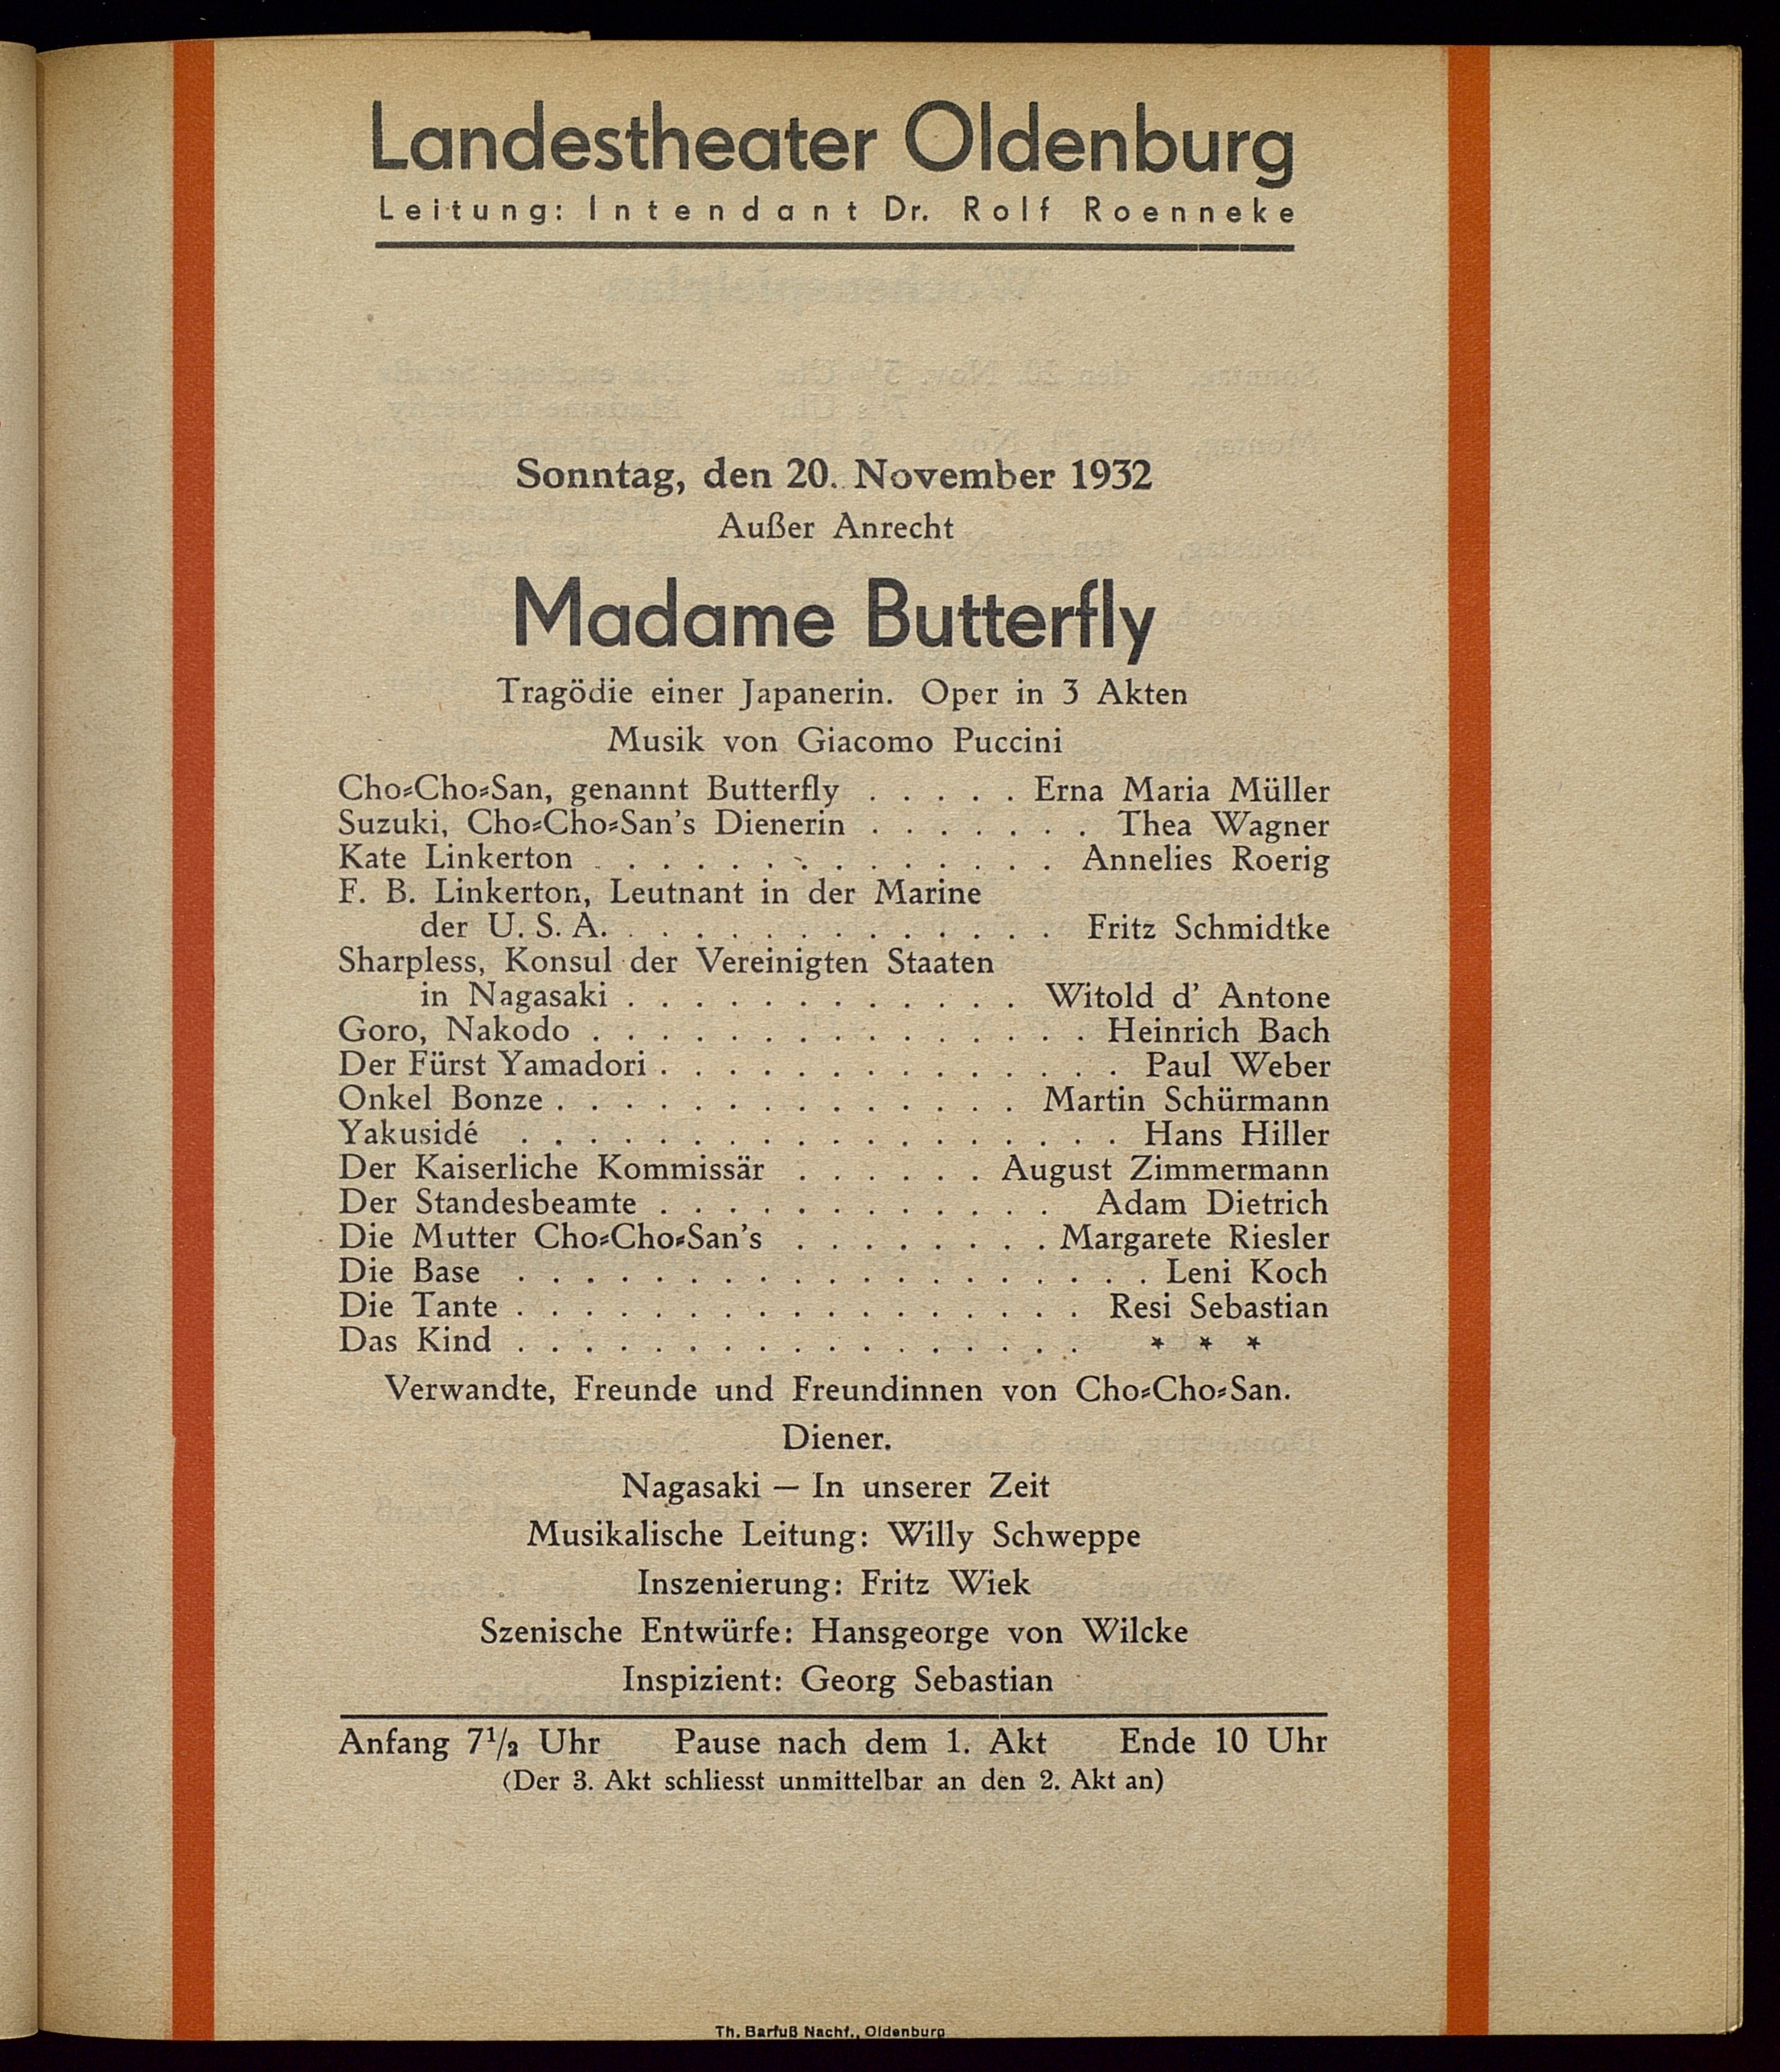 Landestheater Oldenburg
Leitung: Intendant Dr. Rolf Roenneke
Sonntag, den 20. November 1932
Außer Anrecht
Madame Butterfly
Tragödie einer Japanerin. Oper in 3 Akten
Musik von Giacomo Puccini
Cho-Cho-San, genannt Butterfly . . . . . Erna Maria Müller
Suzuki, Cho-Cho-San's Dienerin . . . . . . . Thea Wagner
Kate Linkerton . . . . . . . . . . . . . . Annelies Roerig
F. B. Linkerton, Leutnant in der Marine
der U. S. A. . . . . . . . . . . . . . Fritz Schmidtke
Sharpless, Konsul der Vereinigten Staaten
in Nagasaki . . . . . . . . . . . . Witold d' Antone
Goro, Nakodo . . . . . . . . . . . . . . . Heinrich Bach
Der Fürst Yamadori . . . . . . . . . . . . . . Paul Weber
Onkel Bonze . . . . . . . . . . . . . . Martin Schürmann
Yakusidé . . . . . . . . . . . . . . . . . . Hans Hiller
Der Kaiserliche Kommissär . . . . . . August Zimmermann
Der Standesbeamte . . . . . . . . . . . . Adam Dietrich
Die Mutter Cho-Cho-San's . . . . . . . . Margarete Riesler
Die Base . . . . . . . . . . . . . . . . . . . Leni Koch
Die Tante . . . . . . . . . . . . . . . . . Resi Sebastian
Das Kind . . . . . . . . . . . . . . . . . * * *
Verwandte, Freunde und Freundinnen von Cho-Cho-San.
Diener.
Nagasaki — In unserer Zeit
Musikalische Leitung: Willy Schweppe
Inszenierung: Fritz Wiek
Szenische Entwürfe: Hansgeorge von Wilcke
Inspizient: Georg Sebastian
Anfang 7½ Uhr Pause nach dem 1. Akt Ende 10 Uhr
(Der 3. Akt schliesst unmittelbar an den 2. Akt an)
Th. Barfuß Nachf., Oldenburg